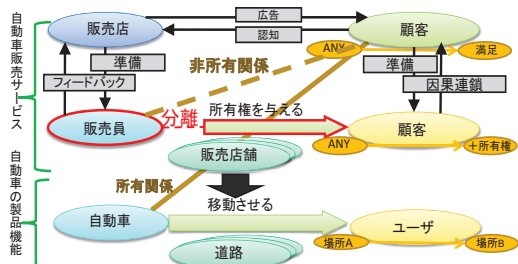 自動車販売サービス
自動車の製品機能
販売店
広告
認知
顧客
ANY
満足
準備
フィードバック
非所有関係
準備
因果連鎖
販売員
分離
所有権を与える
顧客
ANY
+所有権
販売店舗
所有関係
移動させる
自動車
ユーザ
場所A
場所B
道路